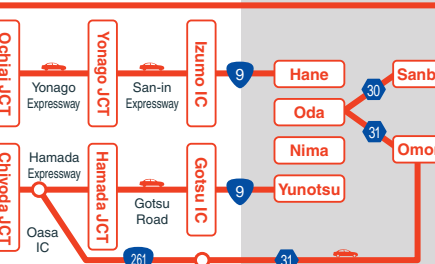 Ochiai JCT
Yonago
Expressway
Yonago JCT
San-in
Expressway
Izumo IC
9
Hane
30
Oda
31
Nima
Chiyoda JCT
Hamada
Expressway
Oasa
IC
Hamada JCT
Gotsu
Road
Gotsu IC
9
Yunotsu
261
31